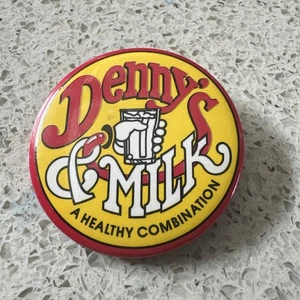 Denny's
& MILK
A HEALTHY COMBINATION